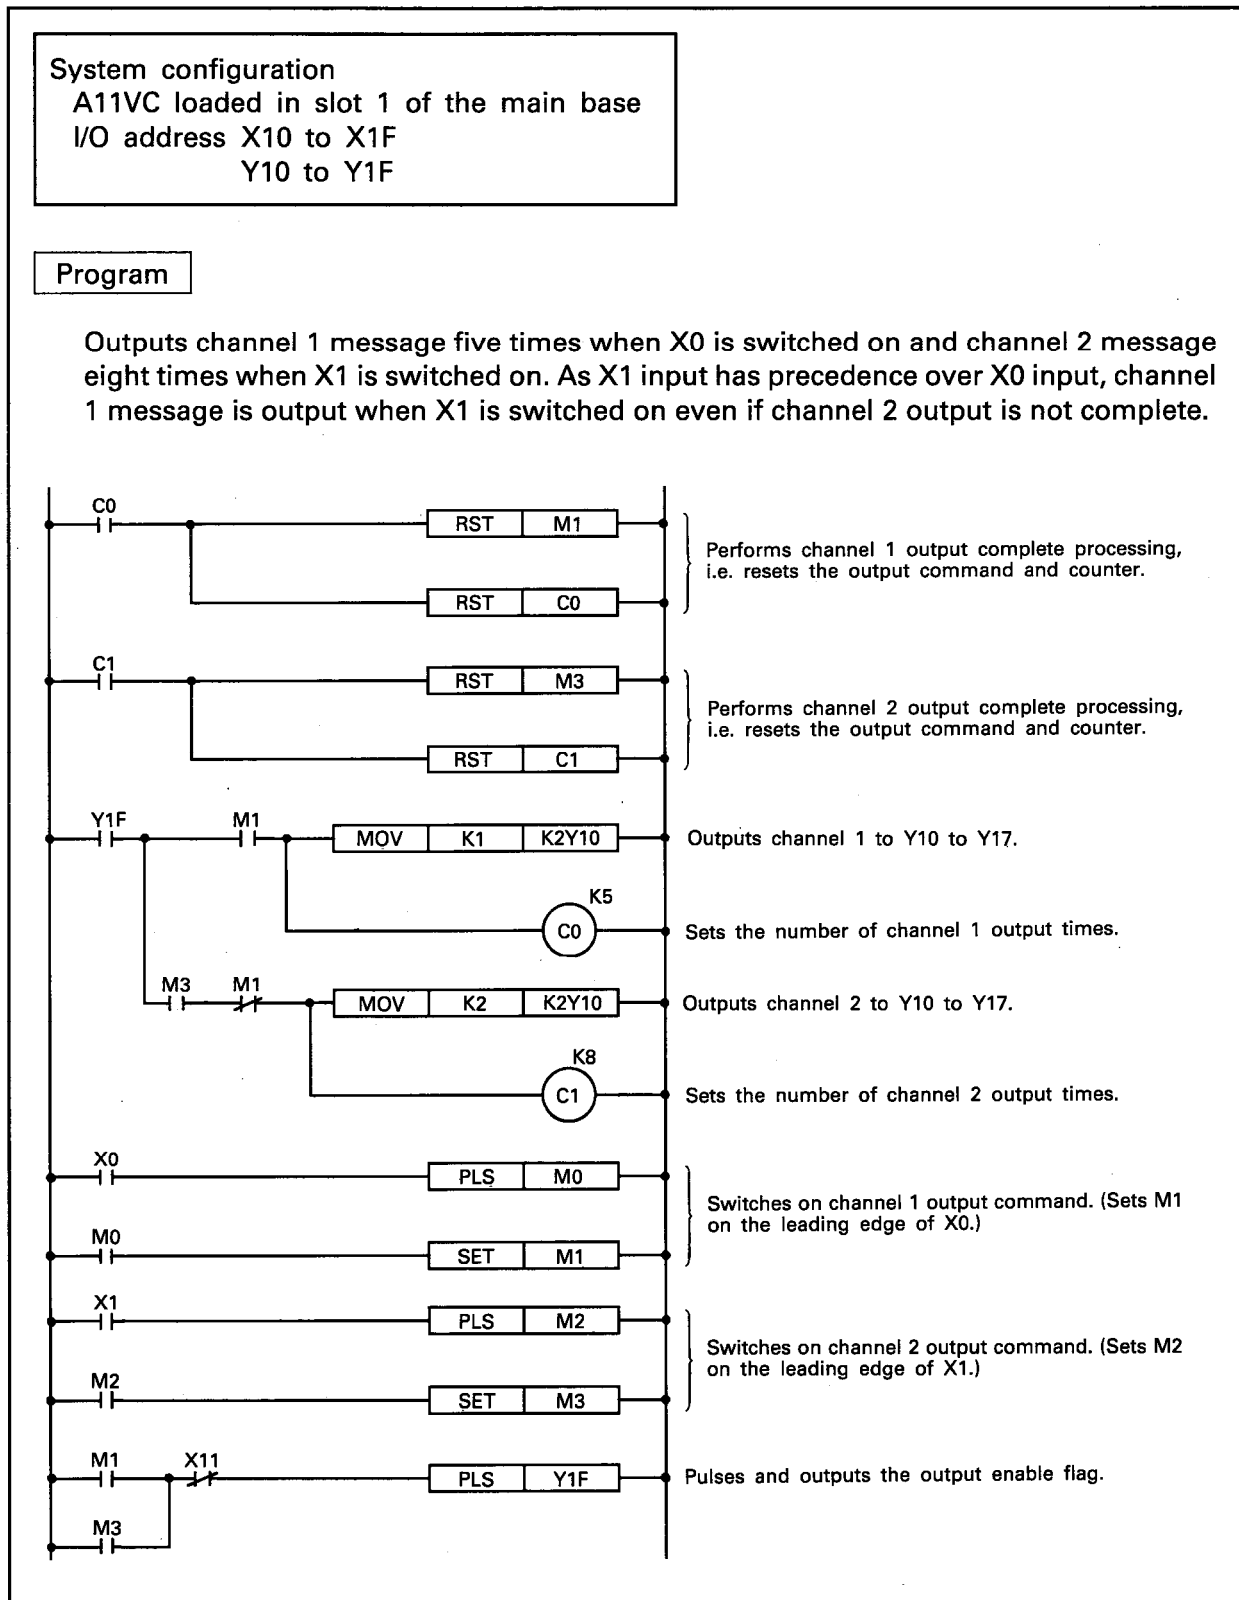 System configuration
A11VC loaded in slot 1 of the main base
I/O address X10 to X1F
Y10 to Y1F
Program
Outputs channel 1 message five times when X0 is switched on and channel 2 message
eight times when X1 is switched on. As X1 input has precedence over X0 input, channel
1 message is output when X1 is switched on even if channel 2 output is not complete.
C0
RST M1
Performs channel 1 output complete processing,
i.e. resets the output command and counter.
RST C0
C1
RST M3
Performs channel 2 output complete processing,
i.e. resets the output command and counter.
RST C1
Y1F M1
MOV K1 K2Y10 Outputs channel 1 to Y10 to Y17.
K5
C0 Sets the number of channel 1 output times.
M3 M1
MOV K2 K2Y10 Outputs channel 2 to Y10 to Y17.
K8
C1 Sets the number of channel 2 output times.
X0
PLS M0
Switches on channel 1 output command. (Sets M1
on the leading edge of X0.)
M0
SET M1
X1
PLS M2
Switches on channel 2 output command. (Sets M2
on the leading edge of X1.)
M2
SET M3
M1 X11
PLS Y1F Pulses and outputs the output enable flag.
M3